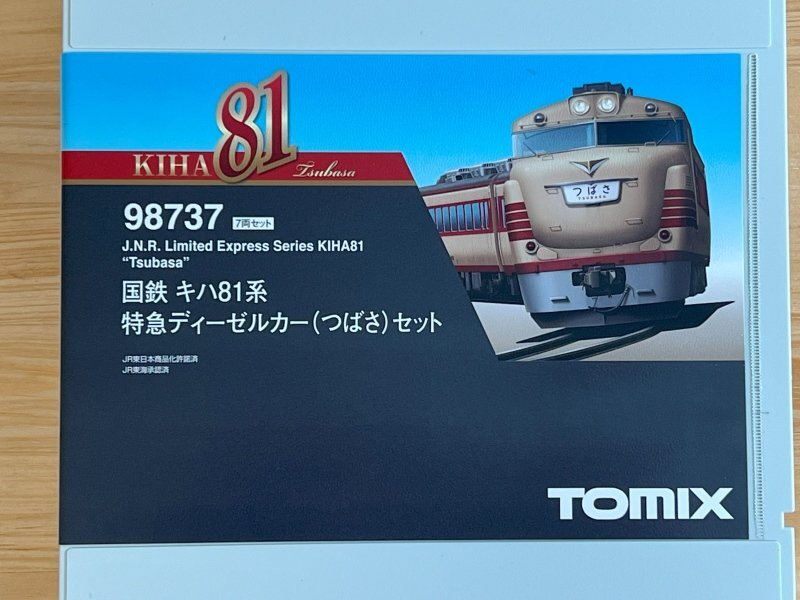 KIHA 81 Tsubasa
つばさ
TSUBASA
98737 7両セット
J.N.R. Limited Express Series KIHA81
“Tsubasa”
国鉄 キハ81系
特急ディーゼルカー(つばさ)セット
JR東日本商品化許諾済
JR東海承認済
TOMIX